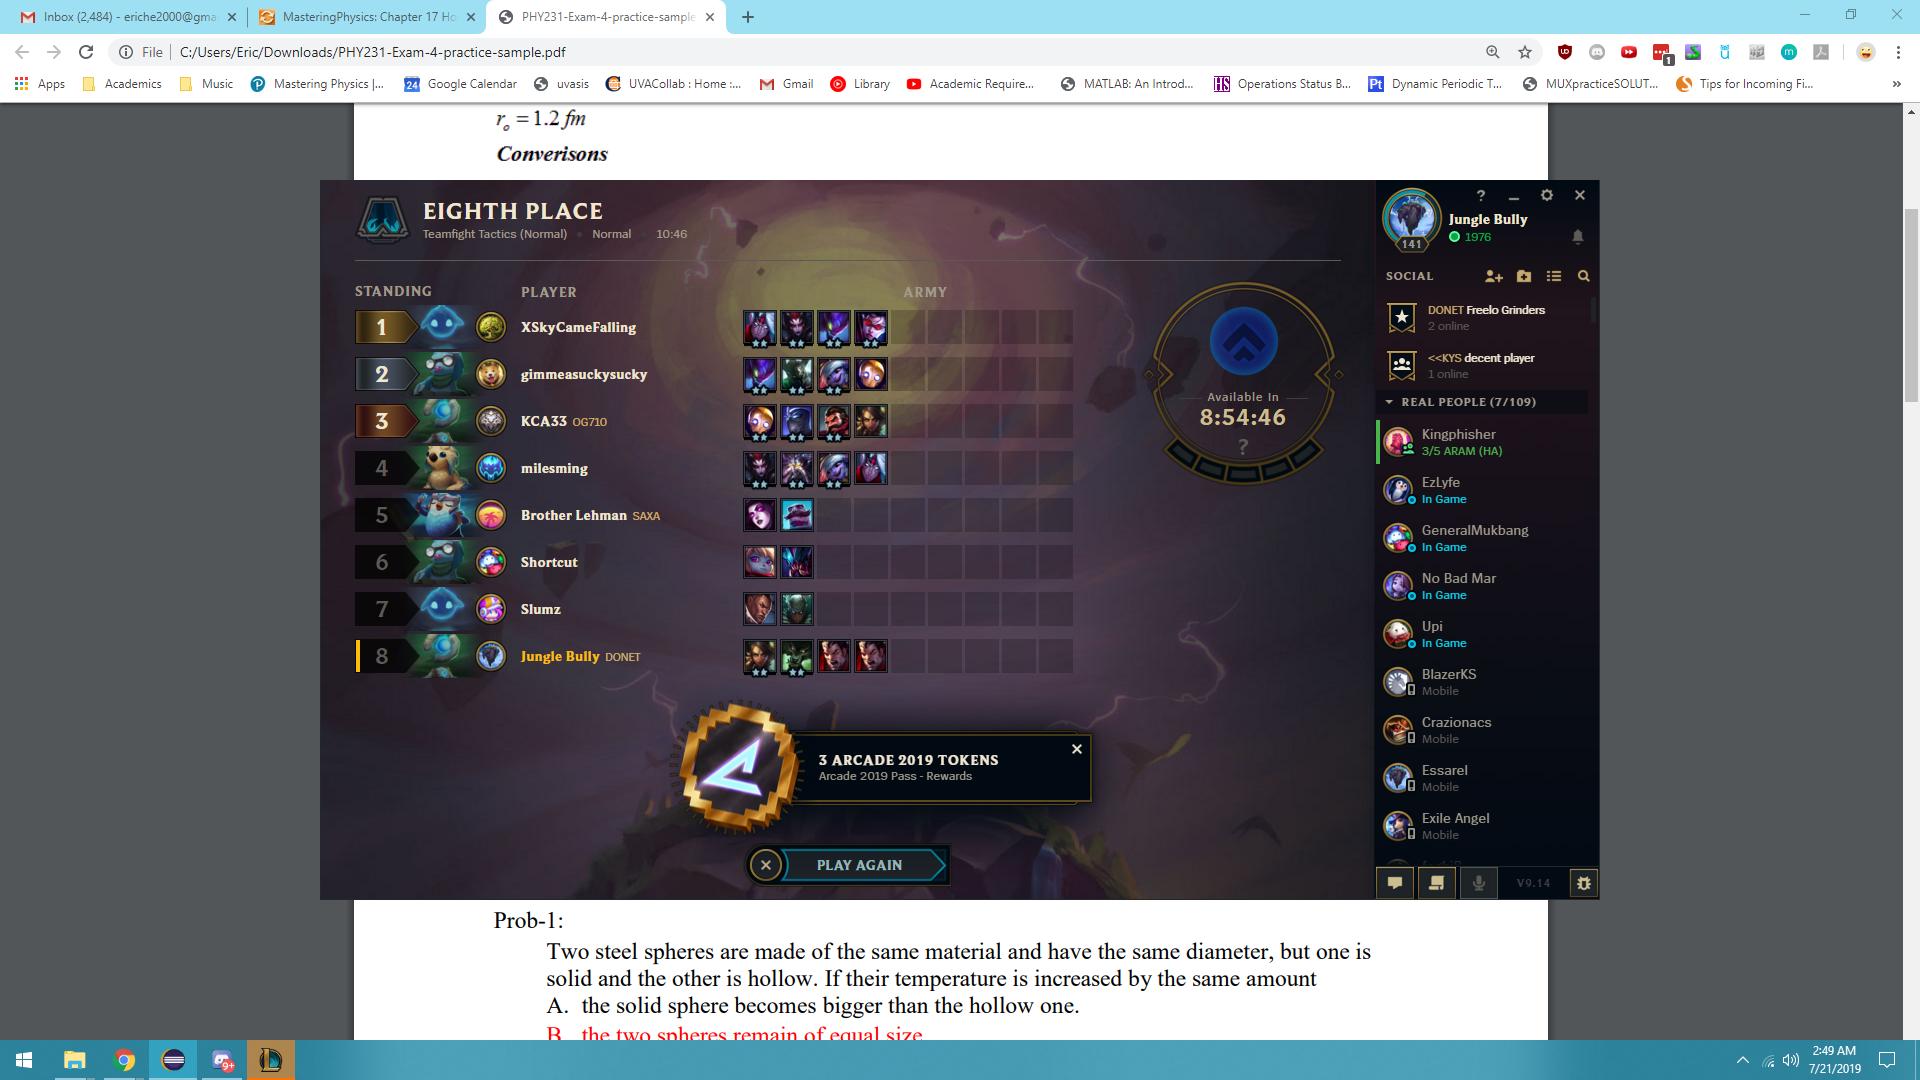 Inbox (2,484) - eriche2000@gma
MasteringPhysics: Chapter 17 Ho
PHY231-Exam-4-practice-sample
File C:/Users/Eric/Downloads/PHY231-Exam-4-practice-sample.pdf
1
Apps Academics Music Mastering Physics |... 24 Google Calendar uvasis UVACollab : Home :... Gmail Library Academic Require... MATLAB: An Introd... HS Operations Status B... Pt Dynamic Periodic T... MUXpracticeSOLUT... Tips for Incoming Fi... »
r₀ = 1.2 fm
Converisons
EIGHTH PLACE
Teamfight Tactics (Normal) • Normal 10:46
STANDING PLAYER ARMY
1 XSkyCameFalling
2 gimmeasuckysucky
3 KCA33 OG710
4 milesming
5 Brother Lehman SAXA
6 Shortcut
7 Slumz
8 Jungle Bully DONET
Available In
8:54:46
?
3 ARCADE 2019 TOKENS
Arcade 2019 Pass - Rewards
PLAY AGAIN
?
Jungle Bully
1976
141
SOCIAL
DONET Freelo Grinders
2 online
<<KYS decent player
1 online
REAL PEOPLE (7/109)
Kingphisher
3/5 ARAM (HA)
EzLyfe
In Game
GeneralMukbang
In Game
No Bad Mar
In Game
Upi
In Game
BlazerKS
Mobile
Crazionacs
Mobile
Essarel
Mobile
Exile Angel
Mobile
V9.14
Prob-1:
Two steel spheres are made of the same material and have the same diameter, but one is
solid and the other is hollow. If their temperature is increased by the same amount
A. the solid sphere becomes bigger than the hollow one.
B. the two spheres remain of equal size
9+
2:49 AM
7/21/2019